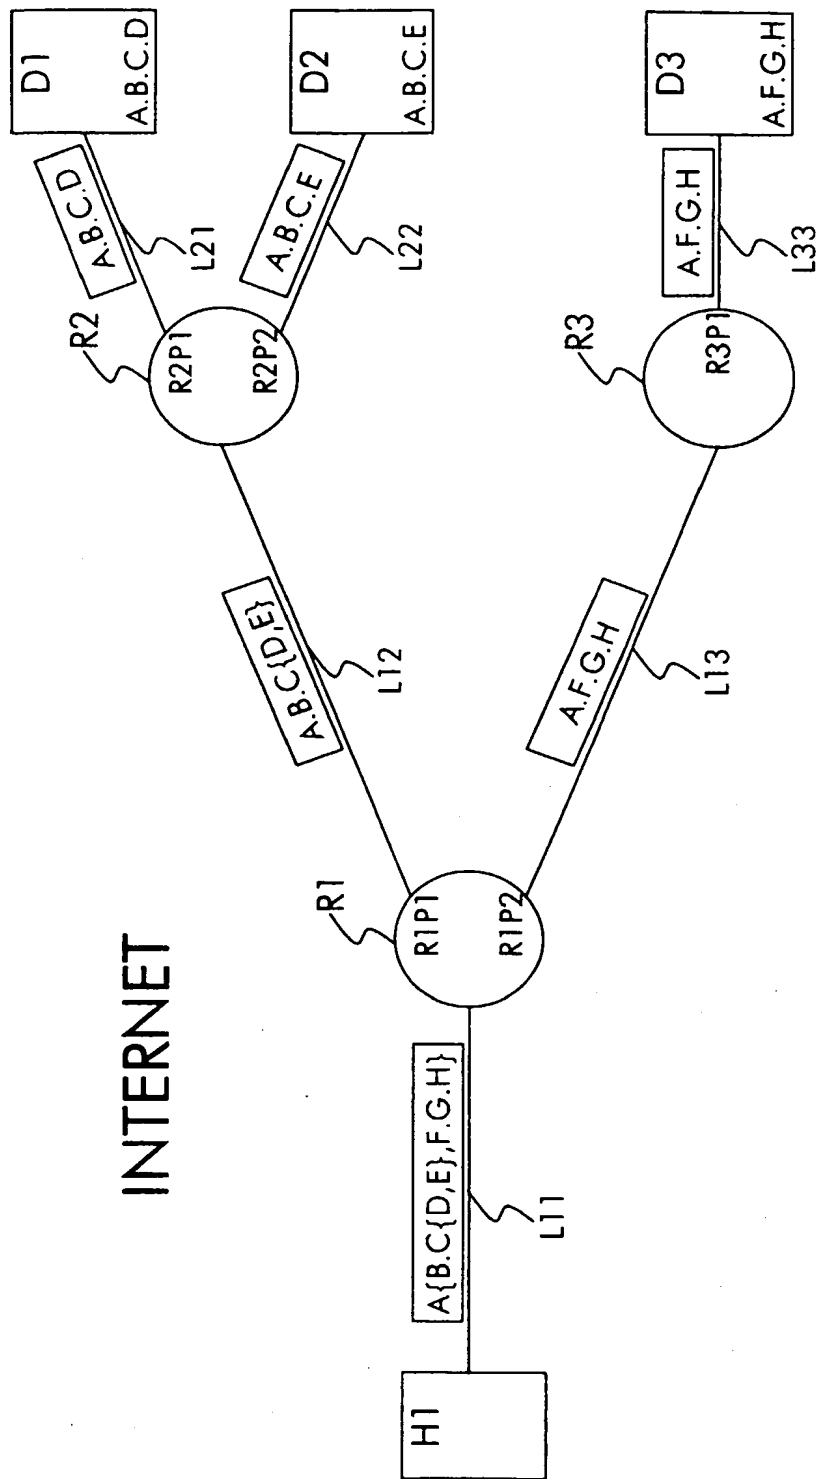 INTERNET
H1
A{B.C{D,E},F.G.H}
L11
R1
R1P1
R1P2
A.B.C{D,E}
L12
A.F.G.H
L13
R2
R2P1
R2P2
A.B.C.D
L21
A.B.C.E
L22
D1
A.B.C.D
D2
A.B.C.E
R3
R3P1
A.F.G.H
L33
D3
A.F.G.H